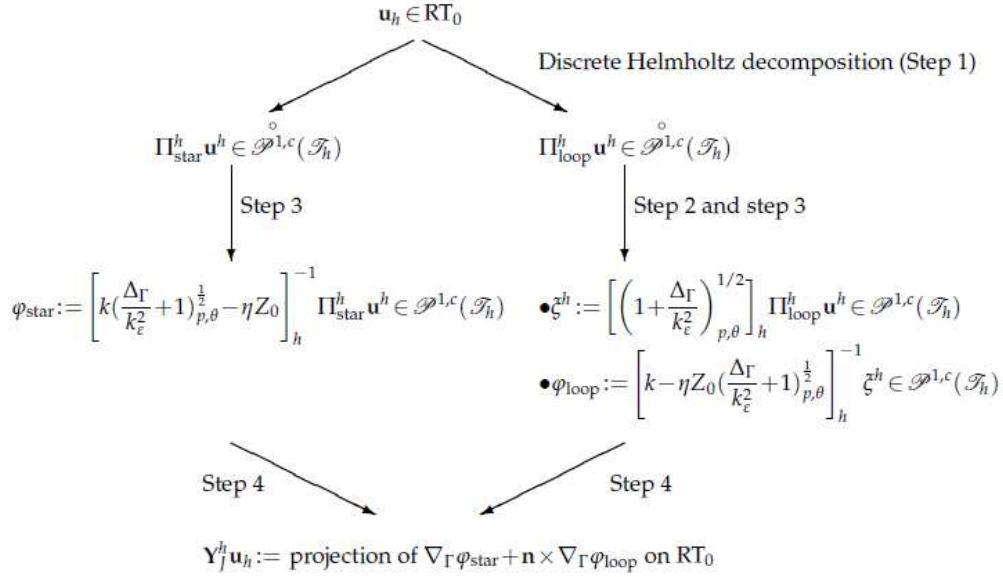 𝐮_h ∈ RT_0
Discrete Helmholtz decomposition (Step 1)
Π^h_star 𝐮^h ∈ 𝒫̊^{1,c}(𝒯_h)
Π^h_loop 𝐮^h ∈ 𝒫̊^{1,c}(𝒯_h)
Step 3
Step 2 and step 3
φ_star := [k(Δ_Γ/k_ε^2 +1)^{1/2}_{p,θ} − ηZ_0]^{−1}_h Π^h_star 𝐮^h ∈ 𝒫^{1,c}(𝒯_h)
•ξ^h := [(1+ Δ_Γ/k_ε^2)^{1/2}_{p,θ}]_h Π^h_loop 𝐮^h ∈ 𝒫^{1,c}(𝒯_h)
•φ_loop := [k − ηZ_0(Δ_Γ/k_ε^2 +1)^{1/2}_{p,θ}]^{−1}_h ξ^h ∈ 𝒫^{1,c}(𝒯_h)
Step 4
Step 4
𝐘^h_J 𝐮_h := projection of ∇_Γ φ_star + 𝐧 × ∇_Γ φ_loop on RT_0